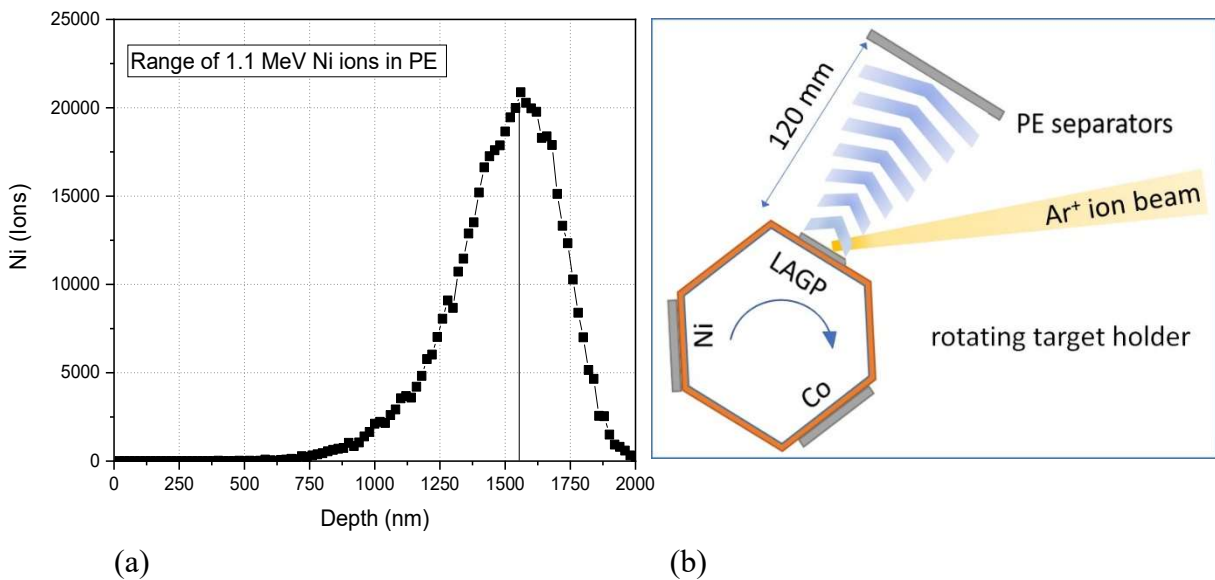 25000
20000
15000
10000
5000
0
Ni (Ions)
Range of 1.1 MeV Ni ions in PE
0 250 500 750 1000 1250 1500 1750 2000
Depth (nm)
(a)
120 mm
PE separators
Ar⁺ ion beam
LAGP
Ni
Co
rotating target holder
(b)